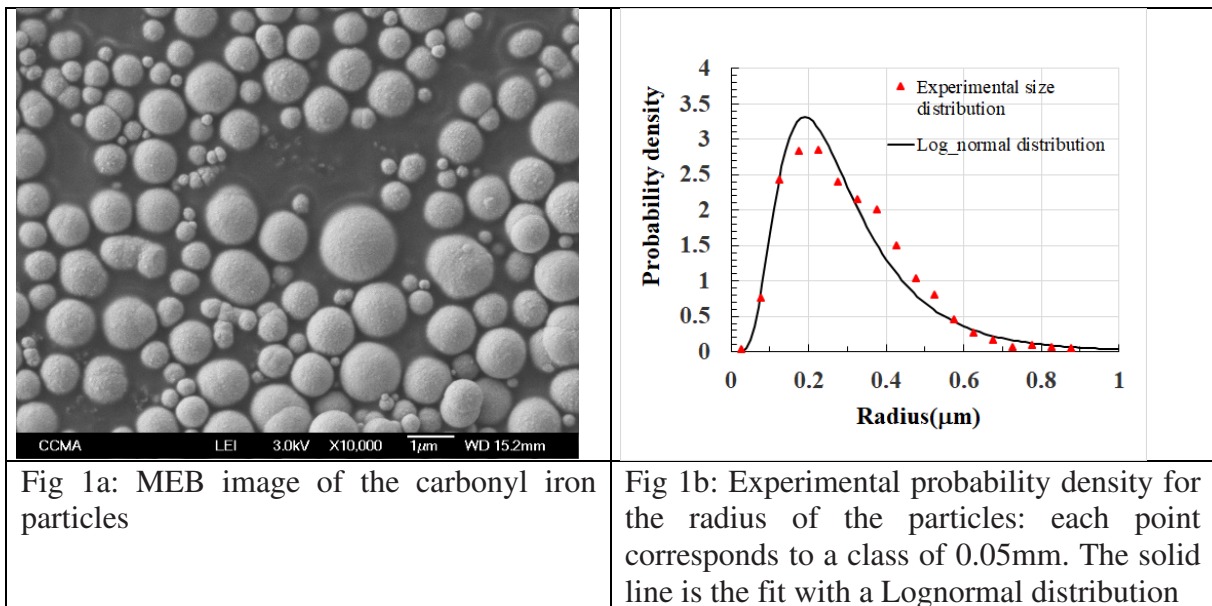 CCMA LEI 3.0kV X10,000 1μm WD 15.2mm
Probability density
4
3.5
3
2.5
2
1.5
1
0.5
0
Experimental size
distribution
Log_normal distribution
0 0.2 0.4 0.6 0.8 1
Radius(μm)
Fig 1a: MEB image of the carbonyl iron
particles
Fig 1b: Experimental probability density for
the radius of the particles: each point
corresponds to a class of 0.05mm. The solid
line is the fit with a Lognormal distribution